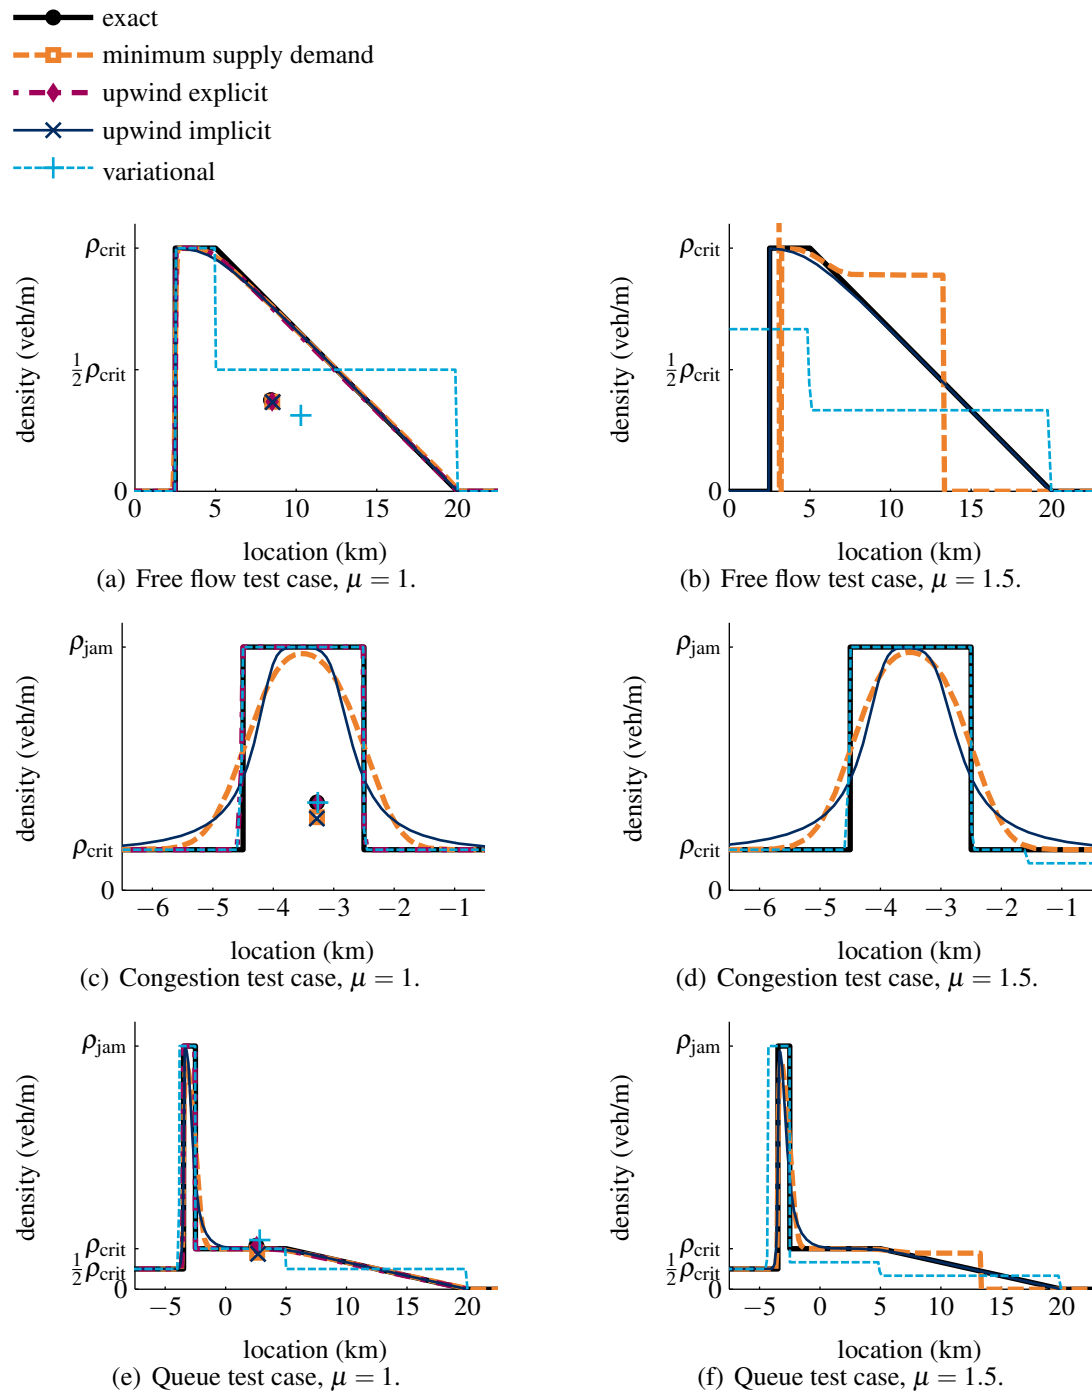 exact
minimum supply demand
upwind explicit
upwind implicit
variational
density (veh/m)
ρcrit
½ρcrit
0
0 5 10 15 20
location (km)
(a) Free flow test case, μ = 1.
density (veh/m)
ρcrit
½ρcrit
0
0 5 10 15 20
location (km)
(b) Free flow test case, μ = 1.5.
density (veh/m)
ρjam
ρcrit
0
−6 −5 −4 −3 −2 −1
location (km)
(c) Congestion test case, μ = 1.
density (veh/m)
ρjam
ρcrit
0
−6 −5 −4 −3 −2 −1
location (km)
(d) Congestion test case, μ = 1.5.
density (veh/m)
ρjam
ρcrit
½ρcrit
0
−5 0 5 10 15 20
location (km)
(e) Queue test case, μ = 1.
density (veh/m)
ρjam
ρcrit
½ρcrit
0
−5 0 5 10 15 20
location (km)
(f) Queue test case, μ = 1.5.